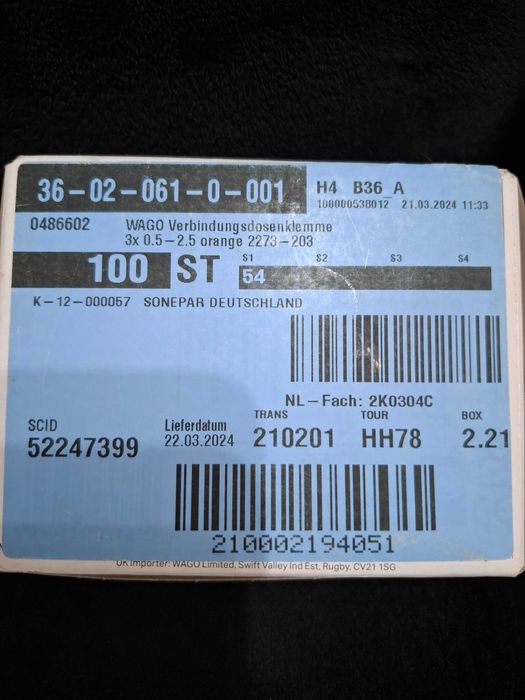 36-02-061-0-001
H4 B36 A
100000538012 21.03.2024 11:33
0486602 WAGO Verbindungsdosenklemme
3x 0.5-2.5 orange 2273-203
100 ST
S1 S2 S3 S4
54
K-12-000057 SONEPAR DEUTSCHLAND
NL-Fach: 2K0304C
SCID Lieferdatum TRANS TOUR BOX
52247399 22.03.2024 210201 HH78 2.21
210002194051
UK Importer: WAGO Limited, Swift Valley Ind Est, Rugby. CV21 1SG